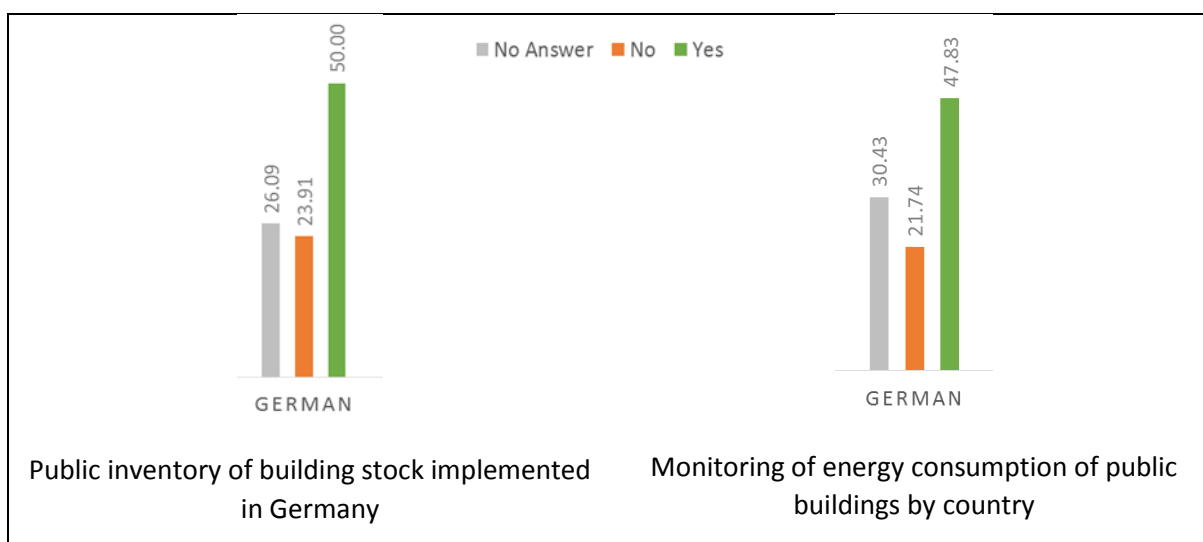 No Answer No Yes
26.09
23.91
50.00
GERMAN
Public inventory of building stock implemented
in Germany
30.43
21.74
47.83
GERMAN
Monitoring of energy consumption of public
buildings by country